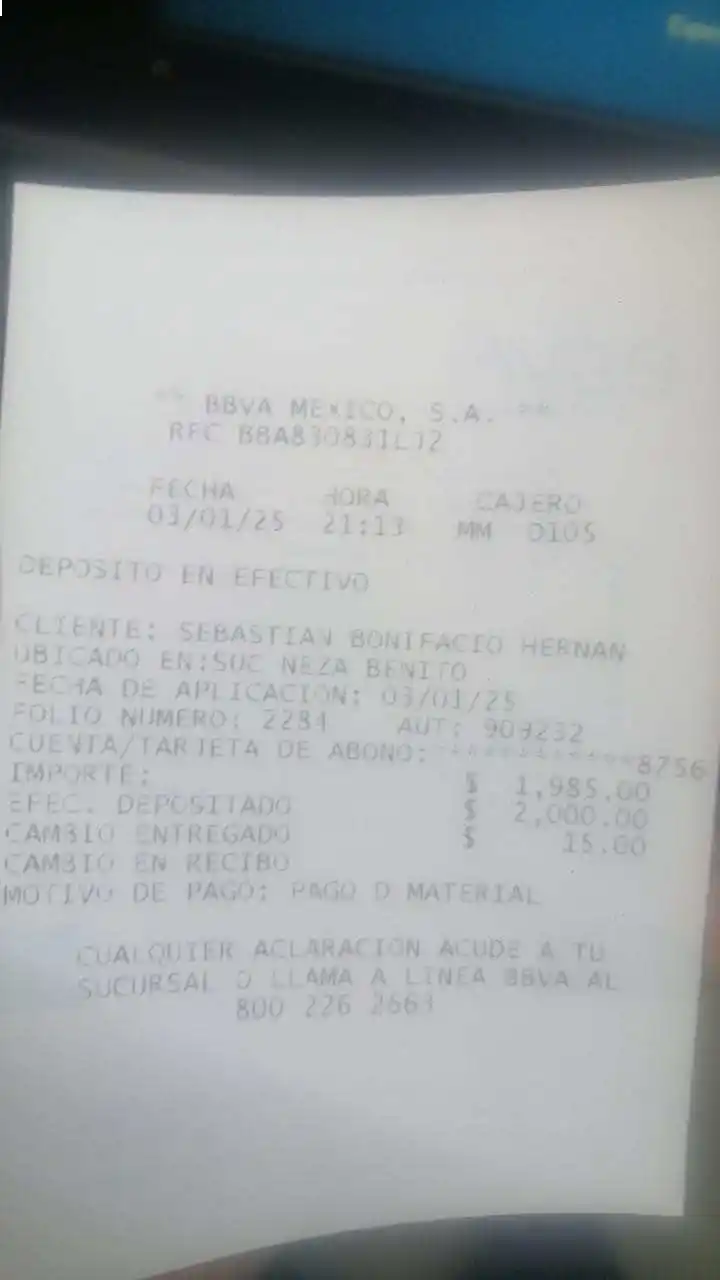 ** BBVA MEXICO, S.A. **
RFC BBA830831LJ2
FECHA HORA CAJERO
03/01/25 21:13 MM D105
DEPOSITO EN EFECTIVO
CLIENTE: SEBASTIAN BONIFACIO HERNAN
UBICADO EN:SUC NEZA BENITO
FECHA DE APLICACION: 03/01/25
FOLIO NUMERO: 2284 AUT: 909232
CUENTA/TARJETA DE ABONO: ************8756
IMPORTE: $ 1,985.00
EFEC. DEPOSITADO $ 2,000.00
CAMBIO ENTREGADO $ 15.00
CAMBIO EN RECIBO
MOTIVO DE PAGO: PAGO D MATERIAL
CUALQUIER ACLARACION ACUDE A TU
SUCURSAL O LLAMA A LINEA BBVA AL
800 226 2663